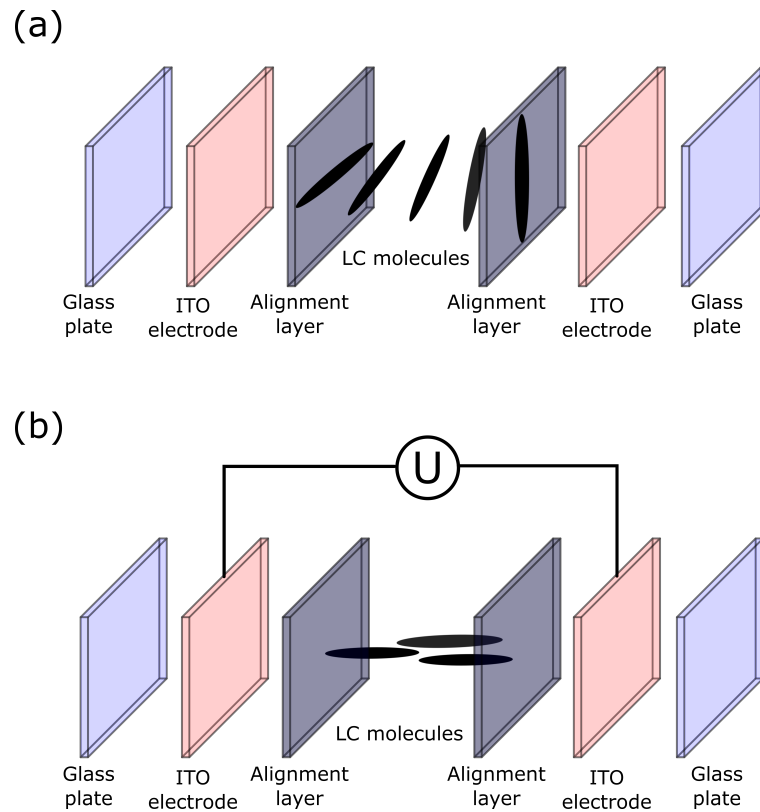 (a)
LC molecules
Glass
plate
ITO
electrode
Alignment
layer
Alignment
layer
ITO
electrode
Glass
plate
(b)
U
LC molecules
Glass
plate
ITO
electrode
Alignment
layer
Alignment
layer
ITO
electrode
Glass
plate